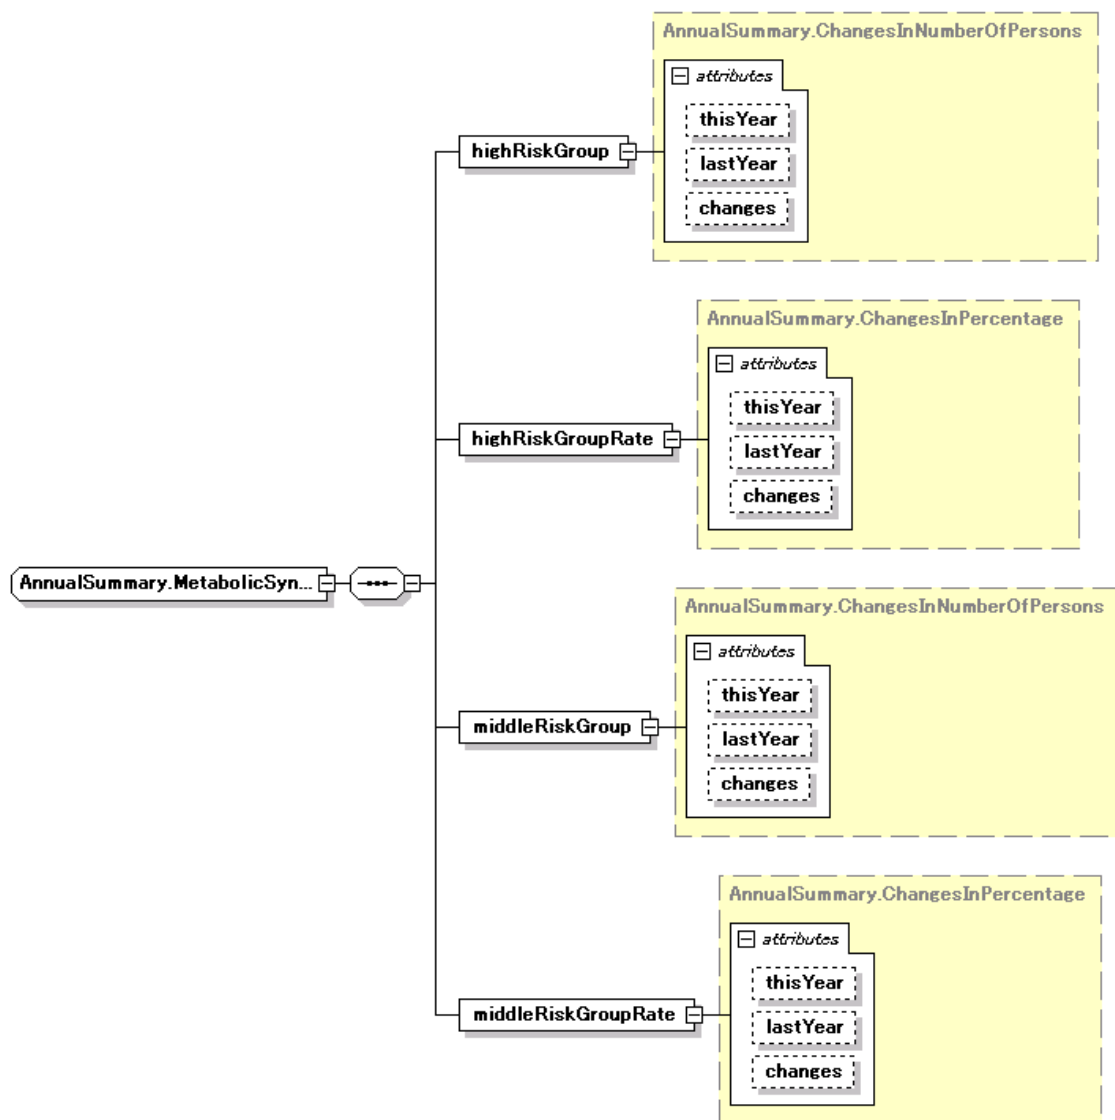 AnnualSummary.ChangesInNumberOfPersons
attributes
thisYear
highRiskGroup
lastYear
changes
AnnualSummary.ChangesInPercentage
attributes
thisYear
highRiskGroupRate
lastYear
changes
AnnualSummary.MetabolicSyn...
AnnualSummary.ChangesInNumberOfPersons
attributes
thisYear
middleRiskGroup
lastYear
changes
AnnualSummary.ChangesInPercentage
attributes
thisYear
middleRiskGroupRate
lastYear
changes